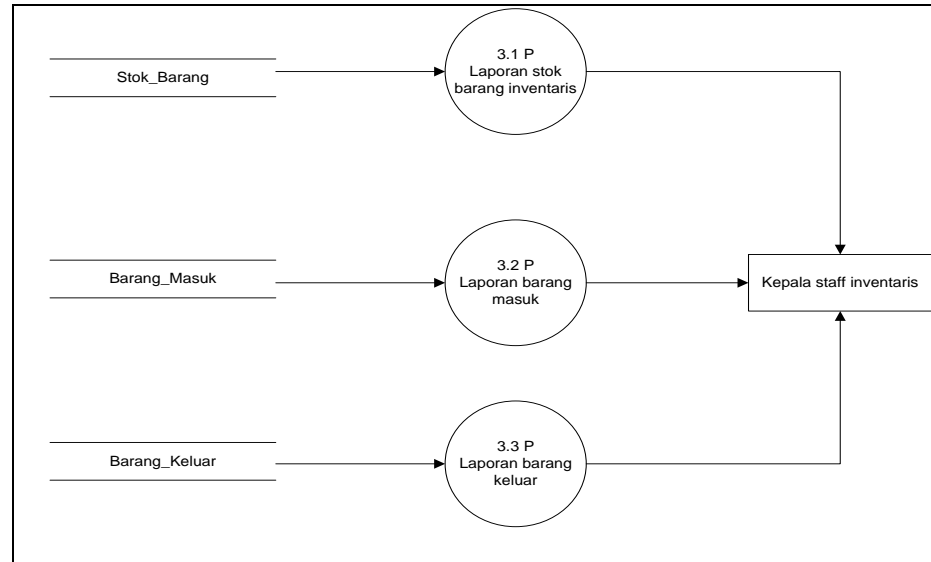 Stok_Barang
3.1 P
Laporan stok
barang inventaris
Barang_Masuk
3.2 P
Laporan barang
masuk
Kepala staff inventaris
Barang_Keluar
3.3 P
Laporan barang
keluar